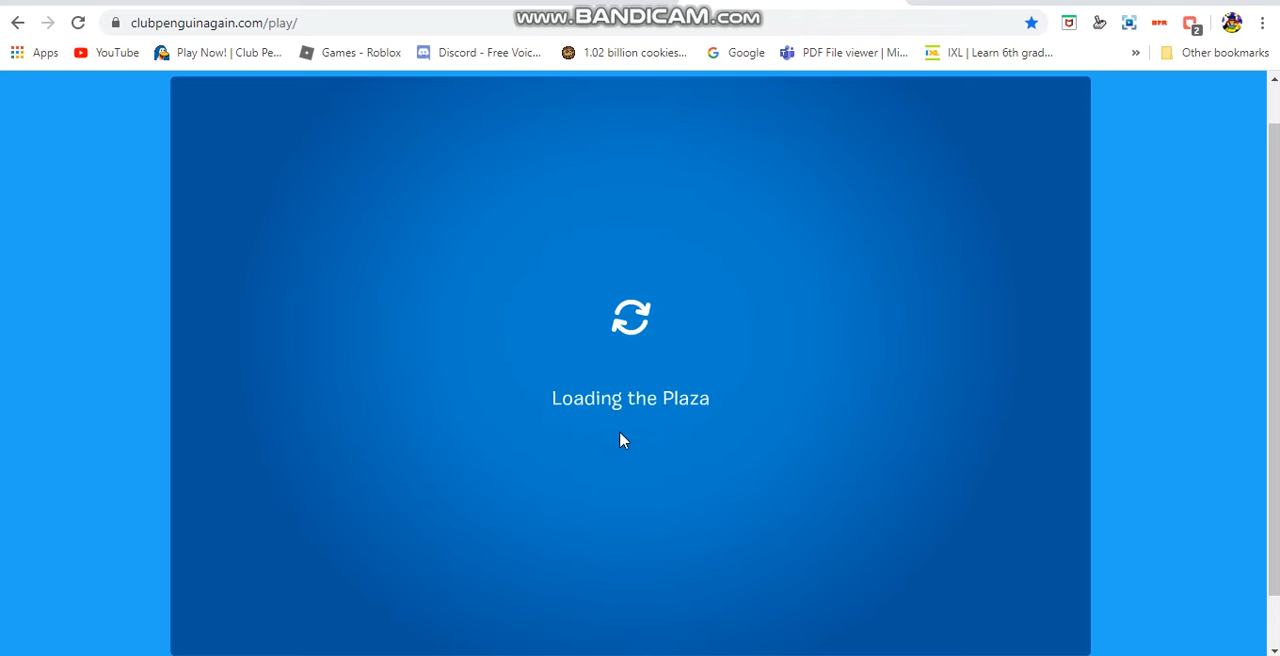 clubpenguinagain.com/play/
www.BANDICAM.com
2
Apps
YouTube
Play Now! | Club Pe...
Games - Roblox
Discord - Free Voic...
1.02 billion cookies...
Google
PDF File viewer | Mi...
IXL | Learn 6th grad...
»
Other bookmarks
Loading the Plaza